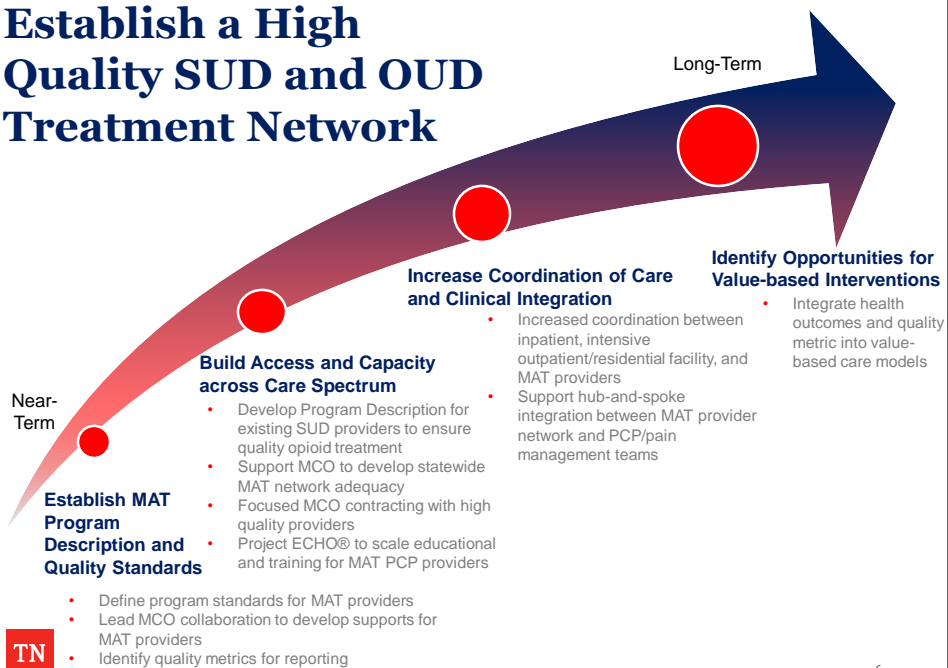 Establish a High
Quality SUD and OUD
Treatment Network
Long-Term
Near-
Term
Establish MAT
Program
Description and
Quality Standards
• Define program standards for MAT providers
• Lead MCO collaboration to develop supports for
MAT providers
• Identify quality metrics for reporting
Build Access and Capacity
across Care Spectrum
• Develop Program Description for
existing SUD providers to ensure
quality opioid treatment
• Support MCO to develop statewide
MAT network adequacy
• Focused MCO contracting with high
quality providers
• Project ECHO® to scale educational
and training for MAT PCP providers
Increase Coordination of Care
and Clinical Integration
• Increased coordination between
inpatient, intensive
outpatient/residential facility, and
MAT providers
• Support hub-and-spoke
integration between MAT provider
network and PCP/pain
management teams
Identify Opportunities for
Value-based Interventions
• Integrate health
outcomes and quality
metric into value-
based care models
TN